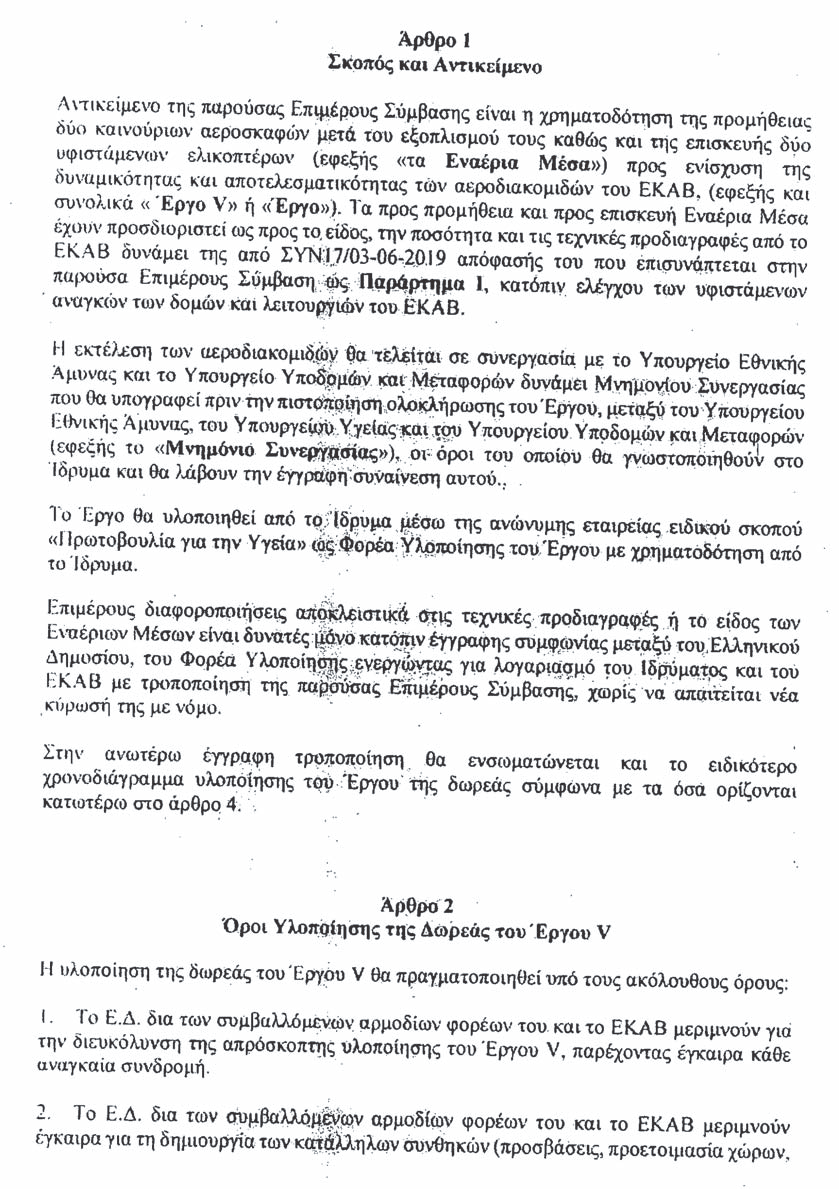 Άρθρο 1
Σκοπός και Αντικείμενο
Αντικείμενο της παρούσας Επιμέρους Σύμβασης είναι η χρηματοδότηση της προμήθειας
δύο καινούριων αεροσκαφών μετά του εξοπλισμού τους καθώς και της επισκευής δύο
υφιστάμενων ελικοπτέρων (εφεξής «τα Εναέρια Μέσα») προς ενίσχυση της
δυναμικότητας και αποτελεσματικότητας των αεροδιακομιδών του ΕΚΑΒ, (εφεξής και
συνολικά « Έργο V» ή «Έργο»). Τα προς προμήθεια και προς επισκευή Εναέρια Μέσα
έχουν προσδιοριστεί ως προς το είδος, την ποσότητα και τις τεχνικές προδιαγραφές από το
ΕΚΑΒ δυνάμει της από ΣΥΝ17/03-06-2019 απόφασής του που επισυνάπτεται στην
παρούσα Επιμέρους Σύμβαση ως Παράρτημα Ι, κατόπιν ελέγχου των υφιστάμενων
αναγκών των δομών και λειτουργιών του ΕΚΑΒ.
Η εκτέλεση των αεροδιακομιδών θα τελείται σε συνεργασία με το Υπουργείο Εθνικής
Άμυνας και το Υπουργείο Υποδομών και Μεταφορών δυνάμει Μνημονίου Συνεργασίας
που θα υπογραφεί πριν την πιστοποίηση ολοκλήρωσης του Έργου, μεταξύ του Υπουργείου
Εθνικής Άμυνας, του Υπουργείου Υγείας και του Υπουργείου Υποδομών και Μεταφορών
(εφεξής το «Μνημόνιο Συνεργασίας»), οι όροι του οποίου θα γνωστοποιηθούν στο
Ίδρυμα και θα λάβουν την έγγραφη συναίνεση αυτού.
Το Έργο θα υλοποιηθεί από το Ίδρυμα μέσω της ανώνυμης εταιρείας ειδικού σκοπού
«Πρωτοβουλία για την Υγεία» ως Φορέα Υλοποίησης του Έργου με χρηματοδότηση από
το Ίδρυμα.
Επιμέρους διαφοροποιήσεις αποκλειστικά στις τεχνικές προδιαγραφές ή το είδος των
Εναέριων Μέσων είναι δυνατές μόνο κατόπιν έγγραφης συμφωνίας μεταξύ του Ελληνικού
Δημοσίου, του Φορέα Υλοποίησης ενεργώντας για λογαριασμό του Ιδρύματος και του
ΕΚΑΒ με τροποποίηση της παρούσας Επιμέρους Σύμβασης, χωρίς να απαιτείται νέα
κύρωσή της με νόμο.
Στην ανωτέρω έγγραφη τροποποίηση θα ενσωματώνεται και το ειδικότερο
χρονοδιάγραμμα υλοποίησης του Έργου της δωρεάς σύμφωνα με τα όσα ορίζονται
κατωτέρω στο άρθρο 4.
Άρθρο 2
Όροι Υλοποίησης της Δωρεάς του Έργου V
Η υλοποίηση της δωρεάς του Έργου V θα πραγματοποιηθεί υπό τους ακόλουθους όρους:
1. Το Ε.Δ. δια των συμβαλλόμενων αρμοδίων φορέων του και το ΕΚΑΒ μεριμνούν για
την διευκόλυνση της απρόσκοπτης υλοποίησης του Έργου V, παρέχοντας έγκαιρα κάθε
αναγκαία συνδρομή.
2. Το Ε.Δ. δια των συμβαλλόμενων αρμοδίων φορέων του και το ΕΚΑΒ μεριμνούν
έγκαιρα για τη δημιουργία των κατάλληλων συνθηκών (προσβάσεις, προετοιμασία χώρων,